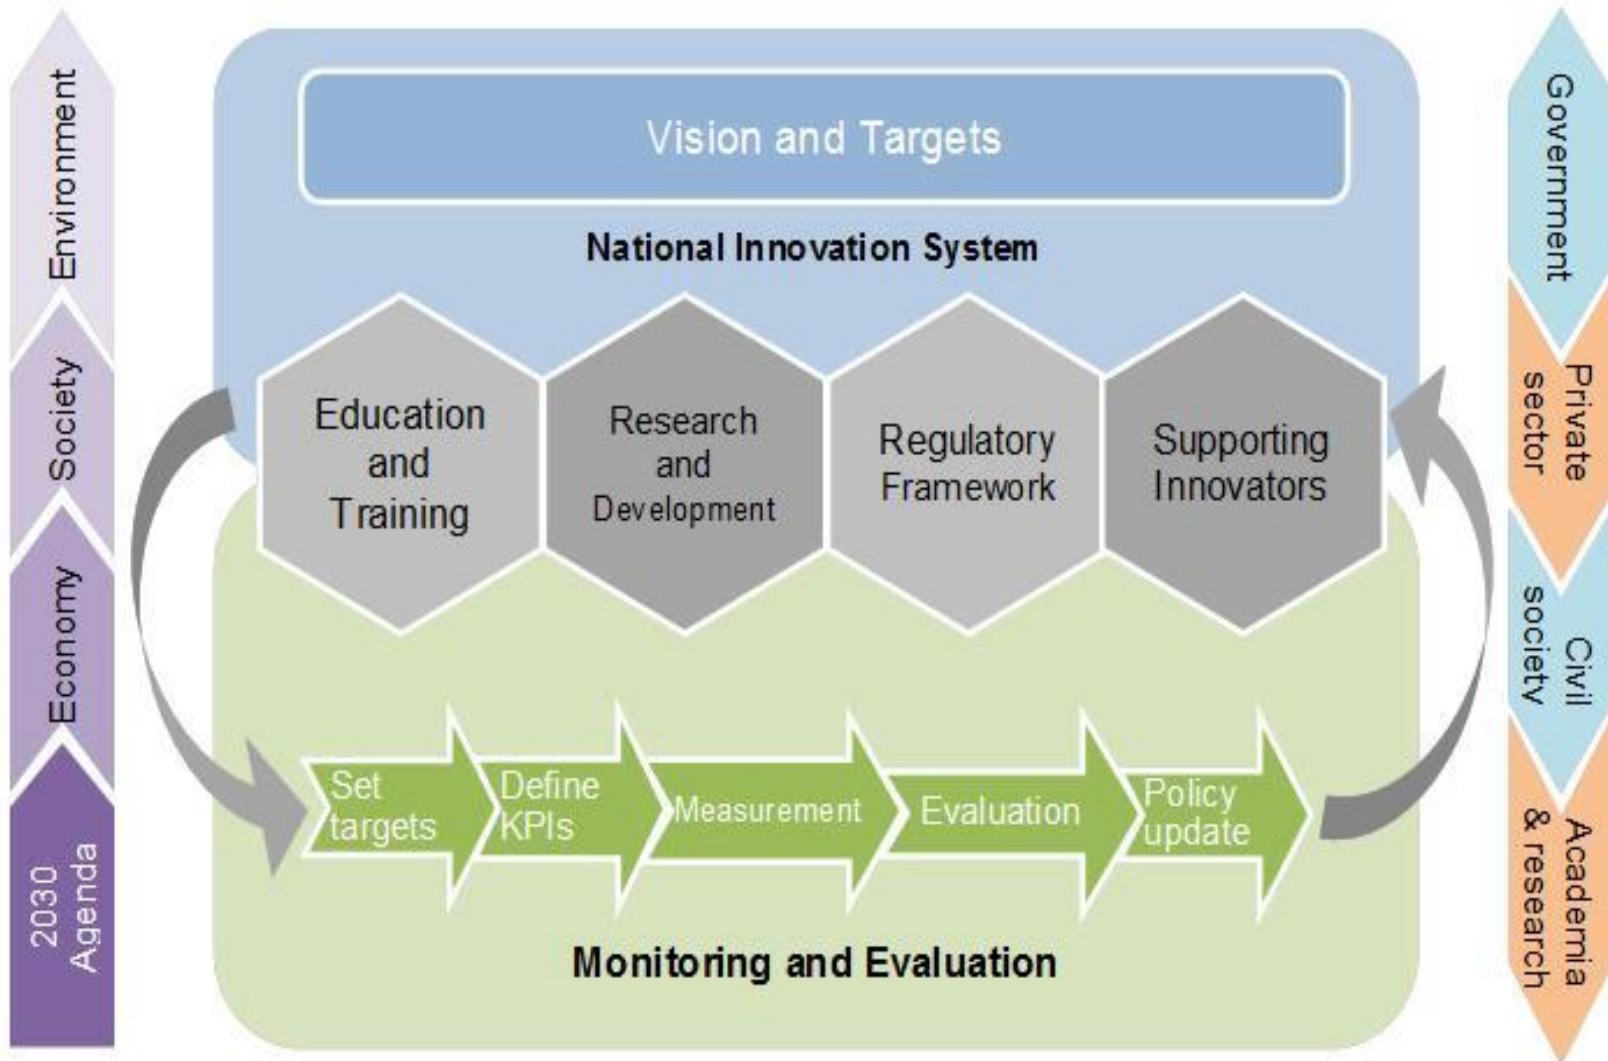 Vision and Targets
National Innovation System
Education
and
Training
Research
and
Development
Regulatory
Framework
Supporting
Innovators
Set
targets
Define
KPIs
Measurement
Evaluation
Policy
update
Monitoring and Evaluation
Environment
Society
Economy
2030
Agenda
Government
Private
sector
Civil
society
Academia
& research